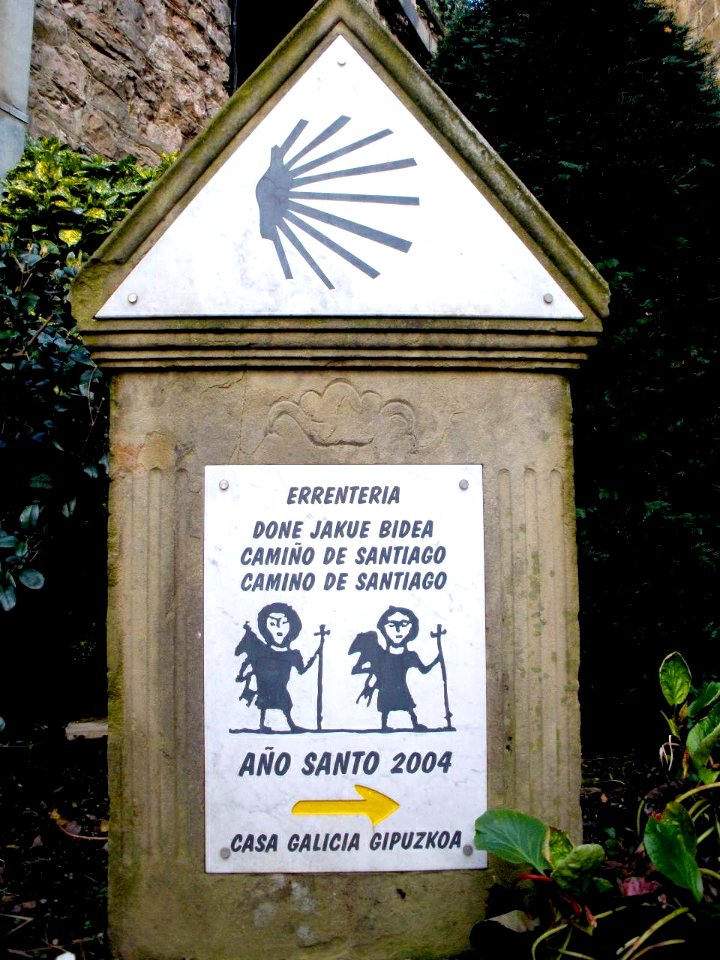 ERRENTERIA
DONE JAKUE BIDEA
CAMIÑO DE SANTIAGO
CAMINO DE SANTIAGO
AÑO SANTO 2004
CASA GALICIA GIPUZKOA